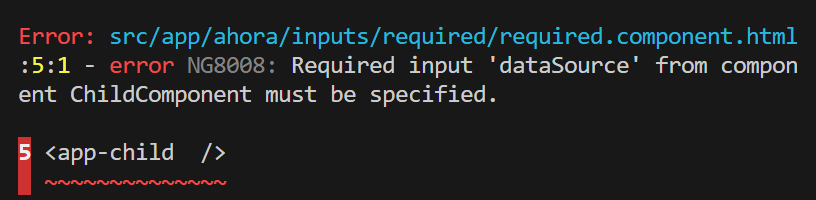 Error: src/app/ahora/inputs/required/required.component.html
:5:1 - error NG8008: Required input 'dataSource' from compon
ent ChildComponent must be specified.
5 <app-child  />
~~~~~~~~~~~~~~